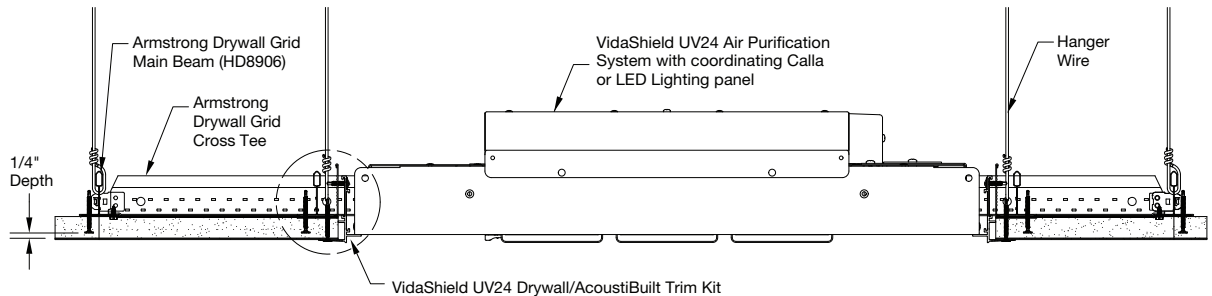 Armstrong Drywall Grid
Main Beam (HD8906)
Armstrong
Drywall Grid
Cross Tee
1/4"
Depth
VidaShield UV24 Air Purification
System with coordinating Calla
or LED Lighting panel
Hanger
Wire
VidaShield UV24 Drywall/AcoustiBuilt Trim Kit